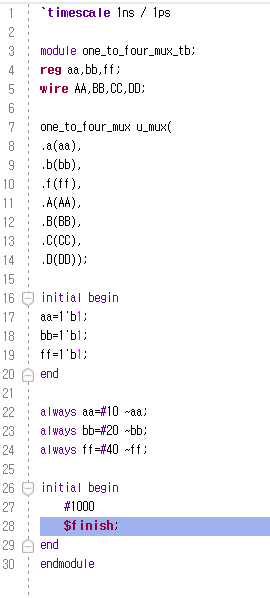 1 `timescale 1ns / 1ps
2
3 module one_to_four_mux_tb;
4 reg aa,bb,ff;
5 wire AA,BB,CC,DD;
6
7 one_to_four_mux u_mux(
8 .a(aa),
9 .b(bb),
10 .f(ff),
11 .A(AA),
12 .B(BB),
13 .C(CC),
14 .D(DD));
15
16 initial begin
17 aa=1'b1;
18 bb=1'b1;
19 ff=1'b1;
20 end
21
22 always aa=#10 ~aa;
23 always bb=#20 ~bb;
24 always ff=#40 ~ff;
25
26 initial begin
27 #1000
28 $finish;
29 end
30 endmodule